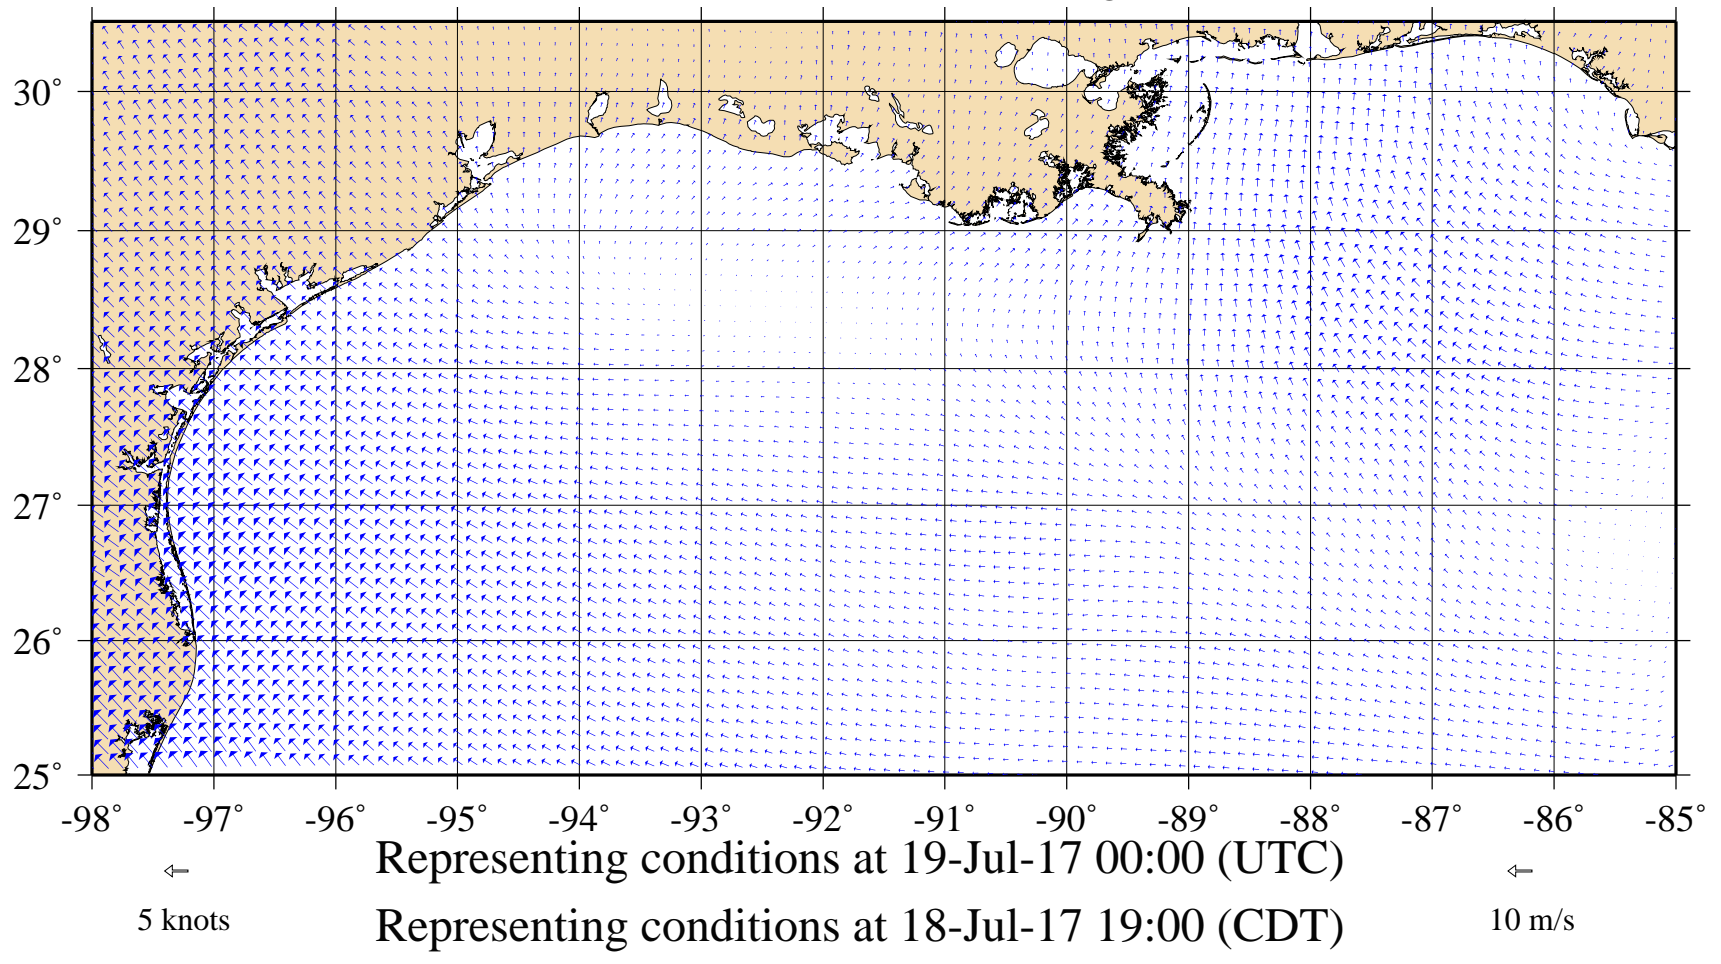 30°
29°
28°
27°
26°
25°
-98° -97° -96° -95° -94° -93° -92° -91° -90° -89° -88° -87° -86° -85°
Representing conditions at 19-Jul-17 00:00 (UTC)
5 knots
10 m/s
Representing conditions at 18-Jul-17 19:00 (CDT)